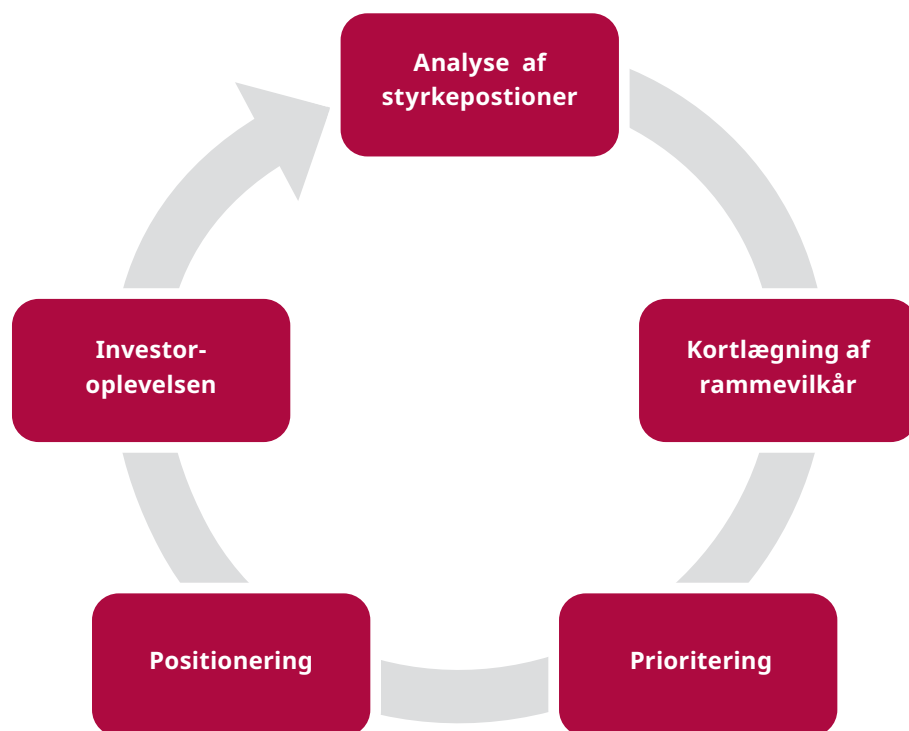 Analyse af
styrkepostioner
Kortlægning af
rammevilkår
Prioritering
Positionering
Investor-
oplevelsen